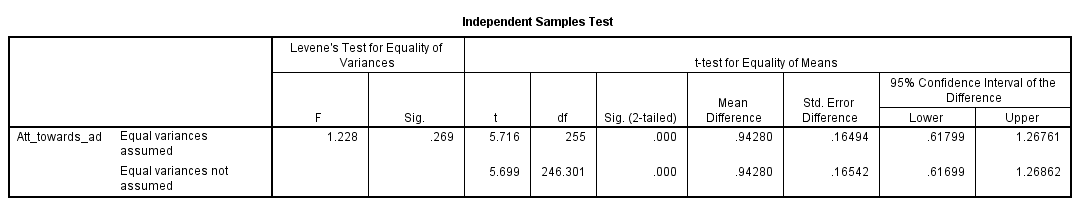 Independent Samples Test
Levene's Test for Equality of
Variances
t-test for Equality of Means
95% Confidence Interval of the
Difference
Mean
Difference
Std. Error
Difference
F Sig. t df Sig. (2-tailed) Lower Upper
Att_towards_ad Equal variances
assumed
1.228 .269 5.716 255 .000 .94280 .16494 .61799 1.26761
Equal variances not
assumed
5.699 246.301 .000 .94280 .16542 .61699 1.26862